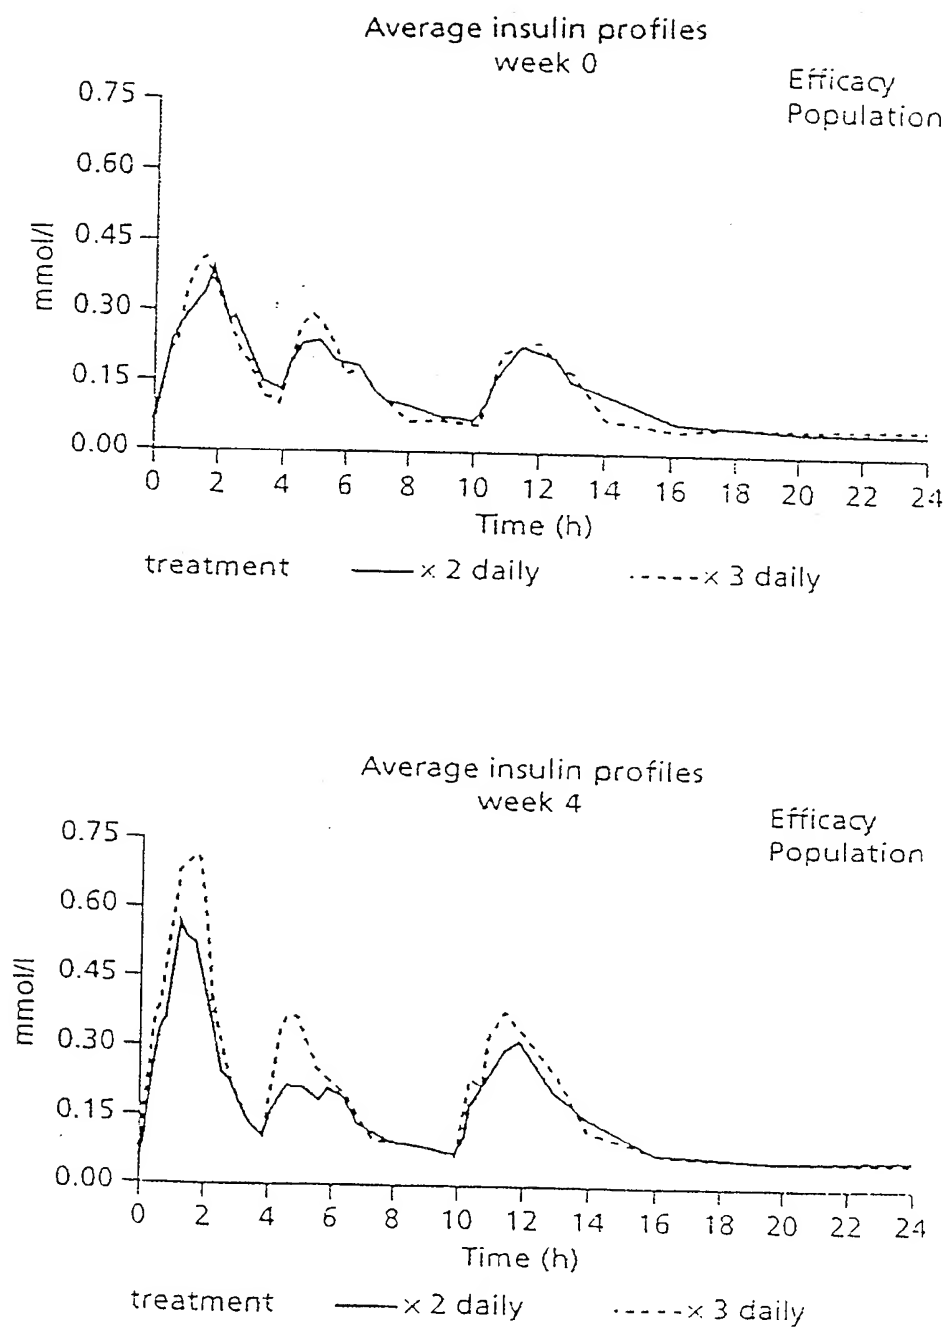 Average insulin profiles
week 0
Efficacy
Population
0.75
0.60
0.45
0.30
0.15
0.00
mmol/l
0 2 4 6 8 10 12 14 16 18 20 22 24
Time (h)
treatment x 2 daily x 3 daily
Average insulin profiles
week 4
Efficacy
Population
0.75
0.60
0.45
0.30
0.15
0.00
mmol/l
0 2 4 6 8 10 12 14 16 18 20 22 24
Time (h)
treatment x 2 daily x 3 daily